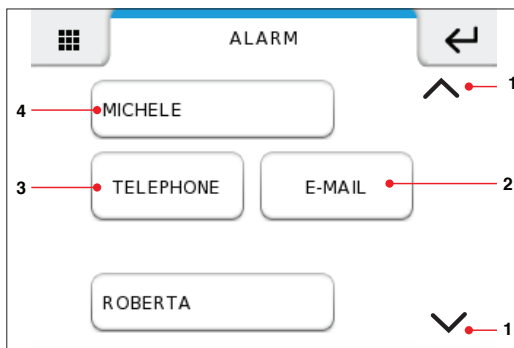 ALARM
1
4 MICHELE
3 TELEPHONE E-MAIL 2
ROBERTA
1